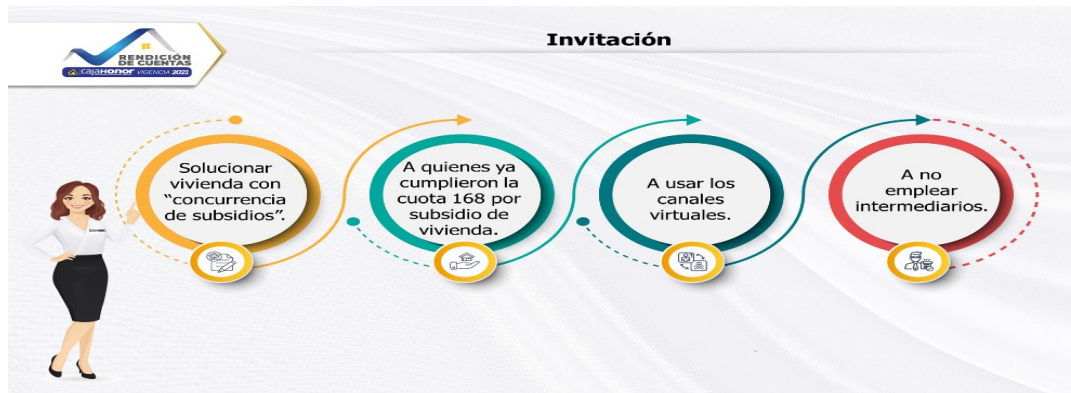 Invitación
RENDICIÓN
DE CUENTAS
CajaHonor VIGENCIA 2021
Solucionar
vivienda con
“concurrencia
de subsidios”.
A quienes ya
cumplieron la
cuota 168 por
subsidio de
vivienda.
A usar los
canales
virtuales.
A no
emplear
intermediarios.